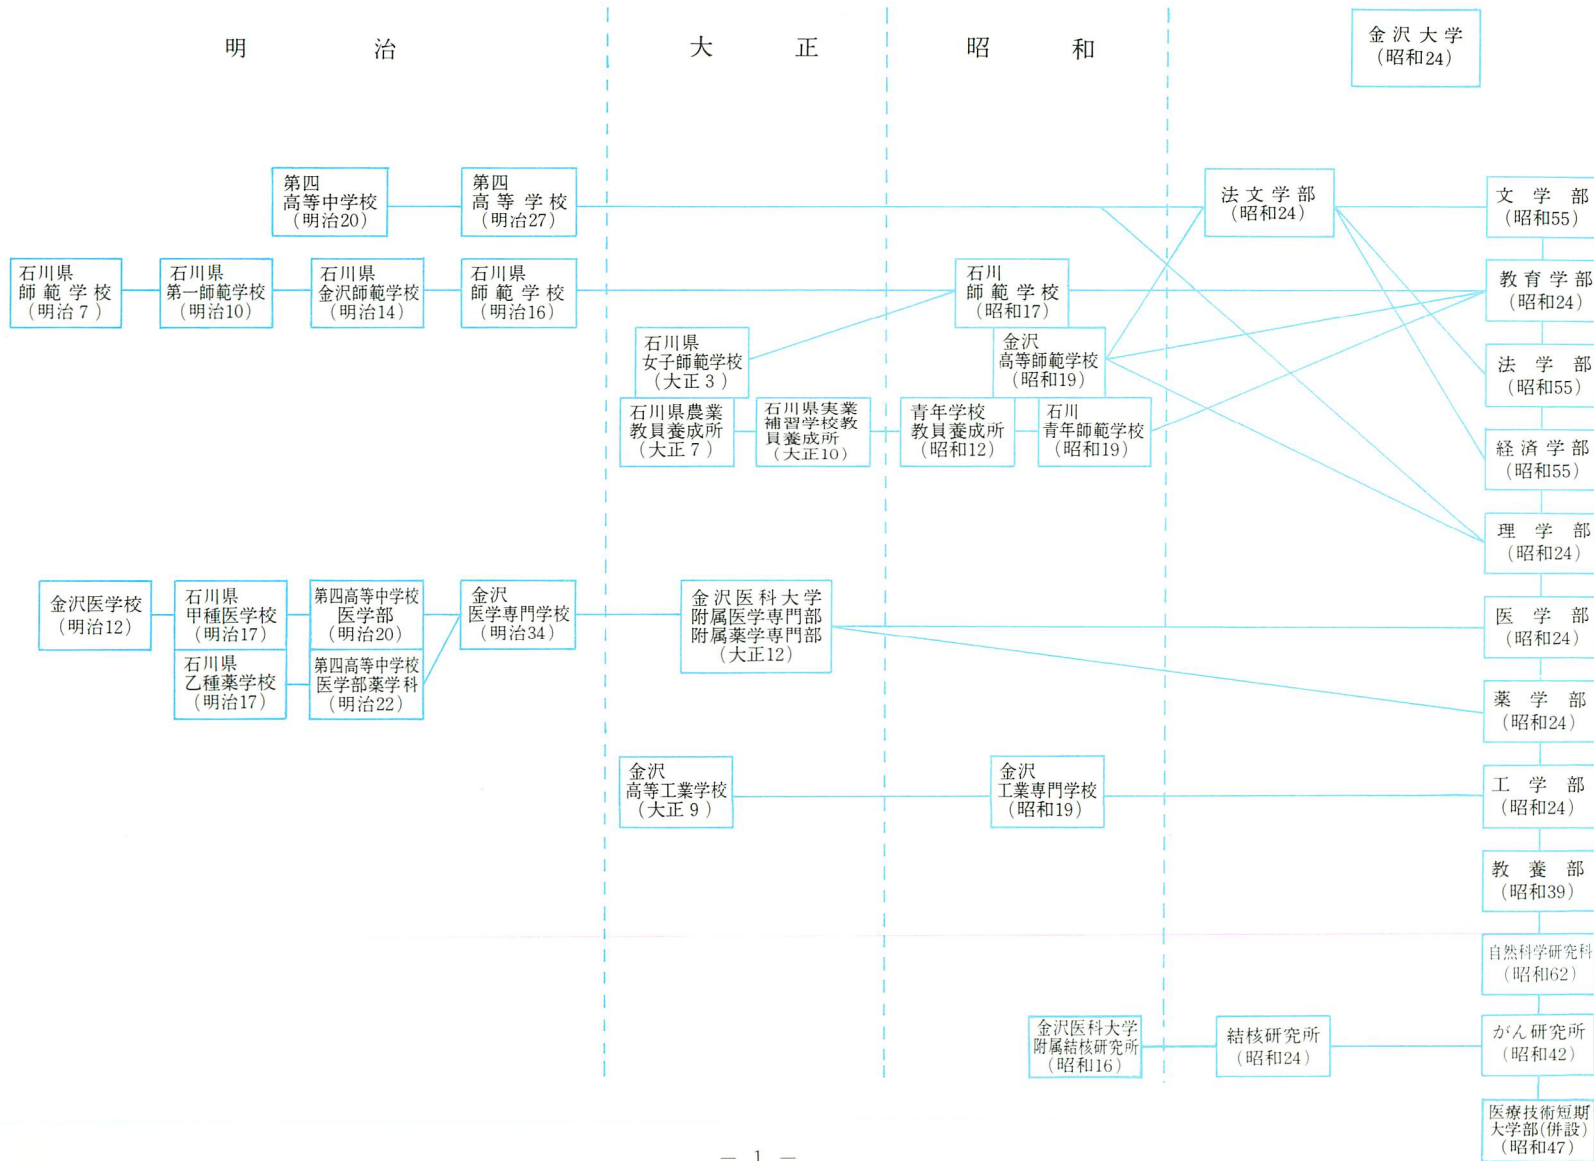 明治
大正
昭和
金沢大学
(昭和24)
第四
高等中学校
(明治20)
第四
高等学校
(明治27)
法文学部
(昭和24)
文学部
(昭和55)
石川県
師範学校
(明治7)
石川県
第一師範学校
(明治10)
石川県
金沢師範学校
(明治14)
石川県
師範学校
(明治16)
石川
師範学校
(昭和17)
教育学部
(昭和24)
石川県
女子師範学校
(大正3)
金沢
高等師範学校
(昭和19)
法学部
(昭和55)
石川県農業
教員養成所
(大正7)
石川県実業
補習学校教
員養成所
(大正10)
青年学校
教員養成所
(昭和12)
石川
青年師範学校
(昭和19)
経済学部
(昭和55)
理学部
(昭和24)
金沢医学校
(明治12)
石川県
甲種医学校
(明治17)
第四高等中学校
医学部
(明治20)
金沢
医学専門学校
(明治34)
金沢医科大学
附属医学専門部
附属薬学専門部
(大正12)
医学部
(昭和24)
石川県
乙種薬学校
(明治17)
第四高等中学校
医学部薬学科
(明治22)
薬学部
(昭和24)
金沢
高等工業学校
(大正9)
金沢
工業専門学校
(昭和19)
工学部
(昭和24)
教養部
(昭和39)
自然科学研究科
(昭和62)
金沢医科大学
附属結核研究所
(昭和16)
結核研究所
(昭和24)
がん研究所
(昭和42)
医療技術短期
大学部(併設)
(昭和47)
— 1 —